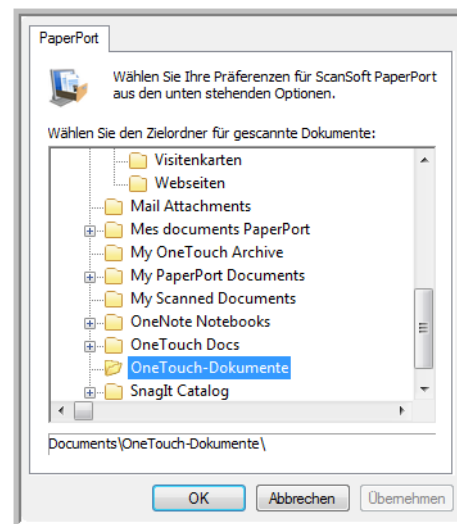 PaperPort
Wählen Sie Ihre Präferenzen für ScanSoft PaperPort
aus den unten stehenden Optionen.
Wählen Sie den Zielordner für gescannte Dokumente:
Visitenkarten
Webseiten
Mail Attachments
Mes documents PaperPort
My OneTouch Archive
My PaperPort Documents
My Scanned Documents
OneNote Notebooks
OneTouch Docs
OneTouch-Dokumente
SnagIt Catalog
Documents\OneTouch-Dokumente\
OK Abbrechen Übernehmen